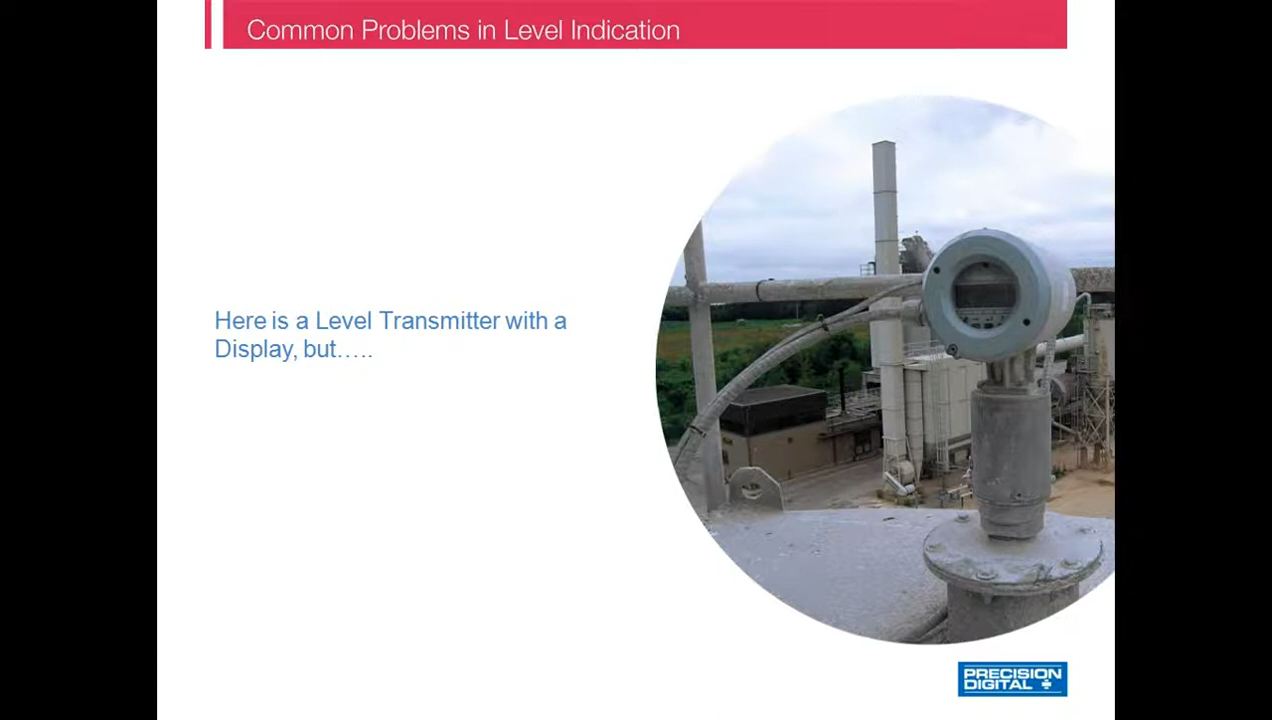 Common Problems in Level Indication
Here is a Level Transmitter with a
Display, but…..
PRECISION
DIGITAL